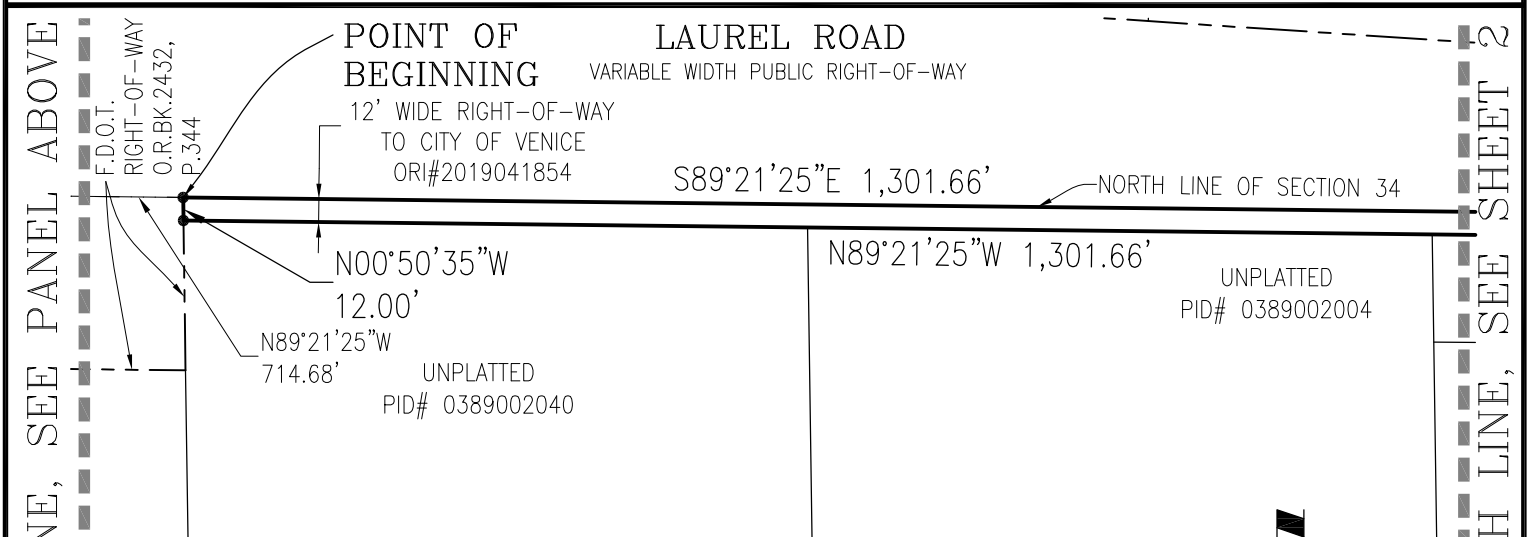 NE, SEE PANEL ABOVE
F.D.O.T.
RIGHT-OF-WAY
O.R.BK.2432,
P.344
POINT OF
BEGINNING
LAUREL ROAD
VARIABLE WIDTH PUBLIC RIGHT-OF-WAY
12' WIDE RIGHT-OF-WAY
TO CITY OF VENICE
ORI#2019041854
S89°21'25"E 1,301.66'
NORTH LINE OF SECTION 34
N00°50'35"W
12.00'
N89°21'25"W 1,301.66'
UNPLATTED
PID# 0389002004
N89°21'25"W
714.68'
UNPLATTED
PID# 0389002040
H LINE, SEE SHEET 2